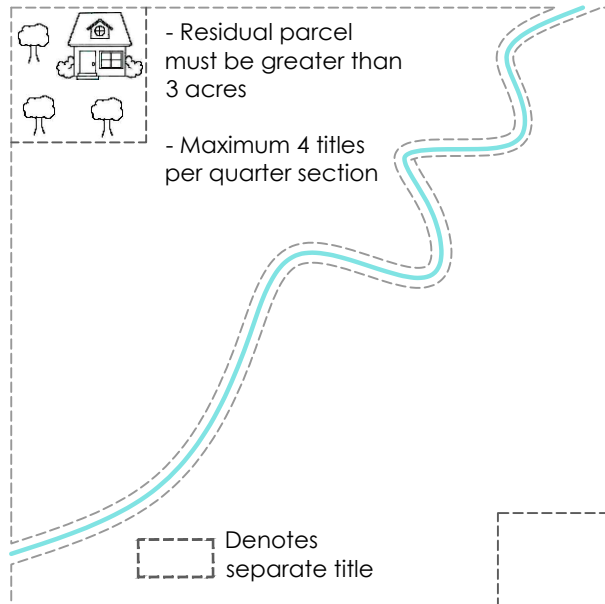 - Residual parcel
must be greater than
3 acres
- Maximum 4 titles
per quarter section
Denotes
separate title